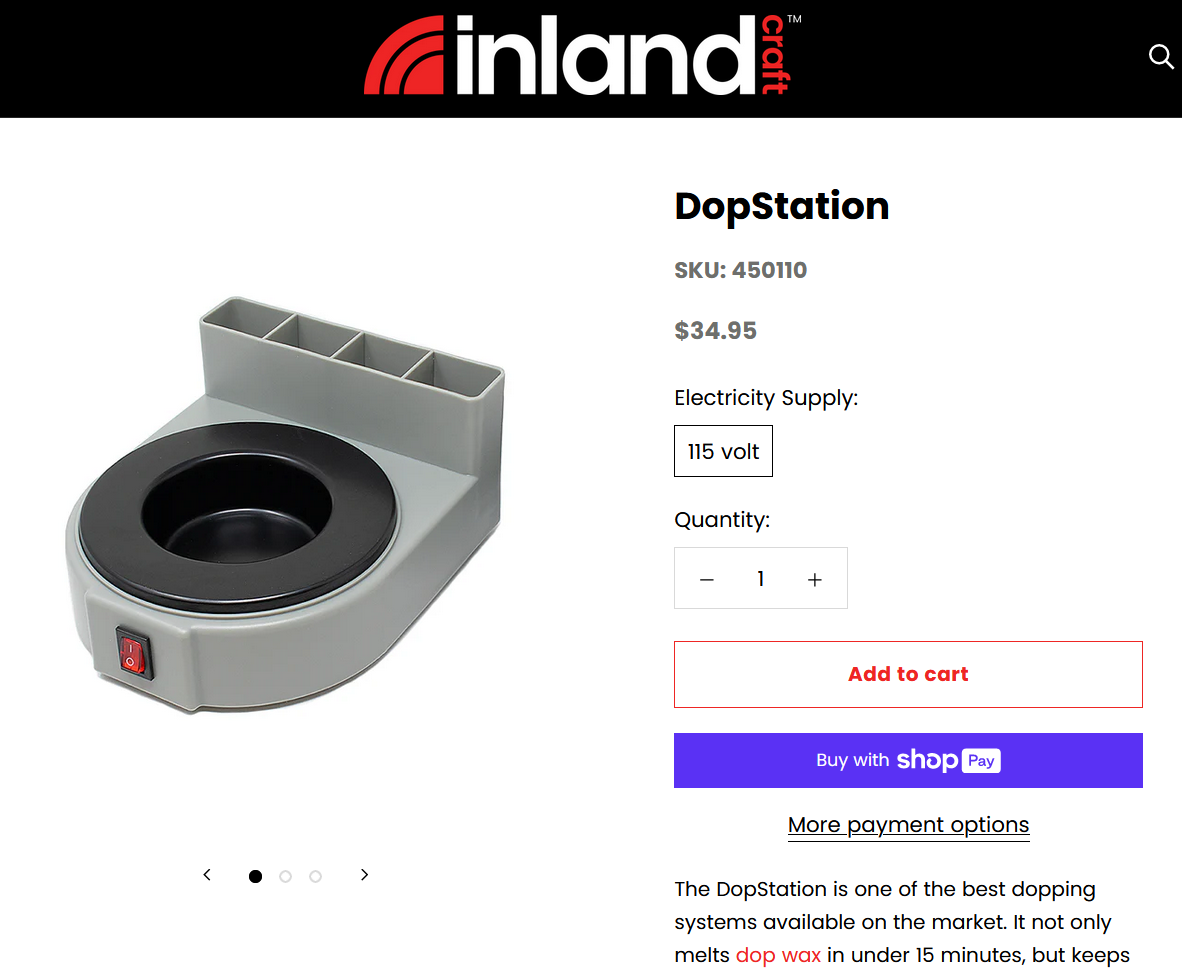 inland craft™
DopStation
SKU: 450110
$34.95
Electricity Supply:
115 volt
Quantity:
− 1 +
Add to cart
Buy with shop Pay
More payment options
The DopStation is one of the best dopping
systems available on the market. It not only
melts dop wax in under 15 minutes, but keeps